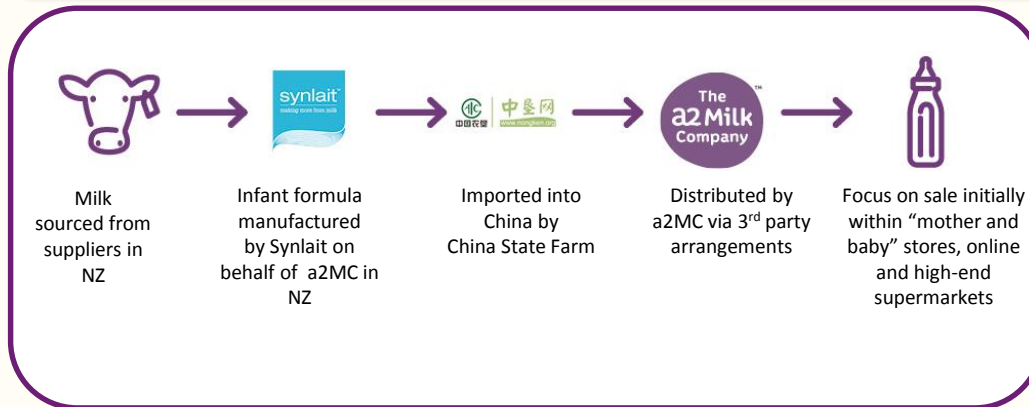 synlait™
making more from milk
中国农垦
中垦网
www.nongken.org
The
a2 Milk™
Company
Milk
sourced from
suppliers in
NZ
Infant formula
manufactured
by Synlait on
behalf of a2MC in
NZ
Imported into
China by
China State Farm
Distributed by
a2MC via 3rd party
arrangements
Focus on sale initially
within “mother and
baby” stores, online
and high-end
supermarkets